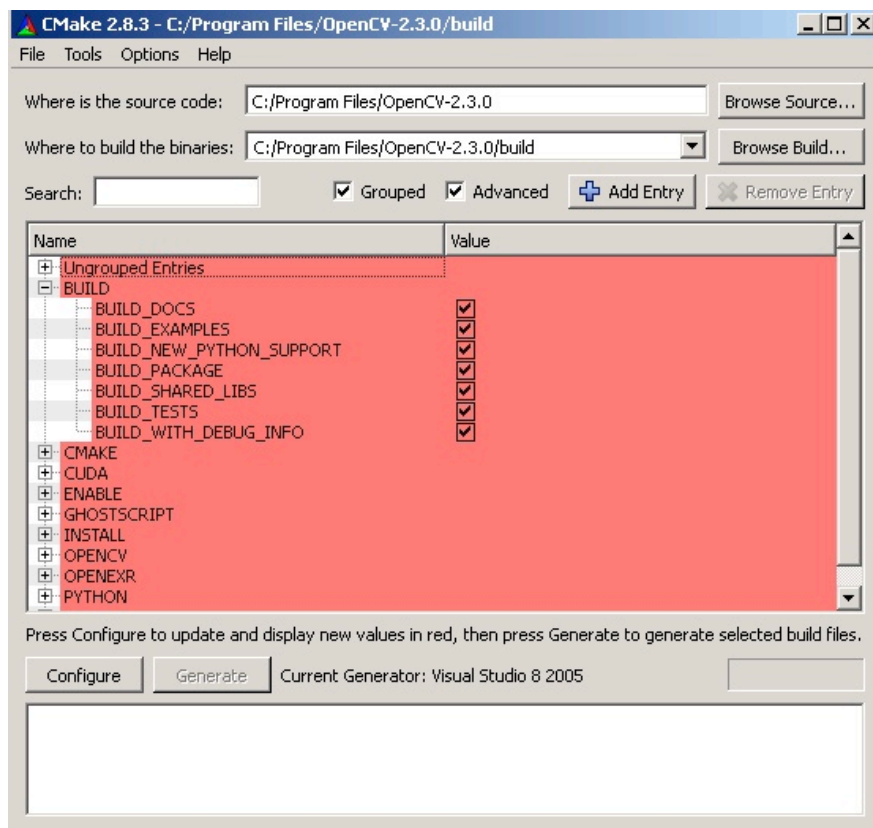 CMake 2.8.3 - C:/Program Files/OpenCV-2.3.0/build
File Tools Options Help
Where is the source code: C:/Program Files/OpenCV-2.3.0 Browse Source...
Where to build the binaries: C:/Program Files/OpenCV-2.3.0/build Browse Build...
Search: Grouped Advanced Add Entry Remove Entry
Name Value
Ungrouped Entries
BUILD
BUILD_DOCS
BUILD_EXAMPLES
BUILD_NEW_PYTHON_SUPPORT
BUILD_PACKAGE
BUILD_SHARED_LIBS
BUILD_TESTS
BUILD_WITH_DEBUG_INFO
CMAKE
CUDA
ENABLE
GHOSTSCRIPT
INSTALL
OPENCV
OPENEXR
PYTHON
Press Configure to update and display new values in red, then press Generate to generate selected build files.
Configure Generate Current Generator: Visual Studio 8 2005